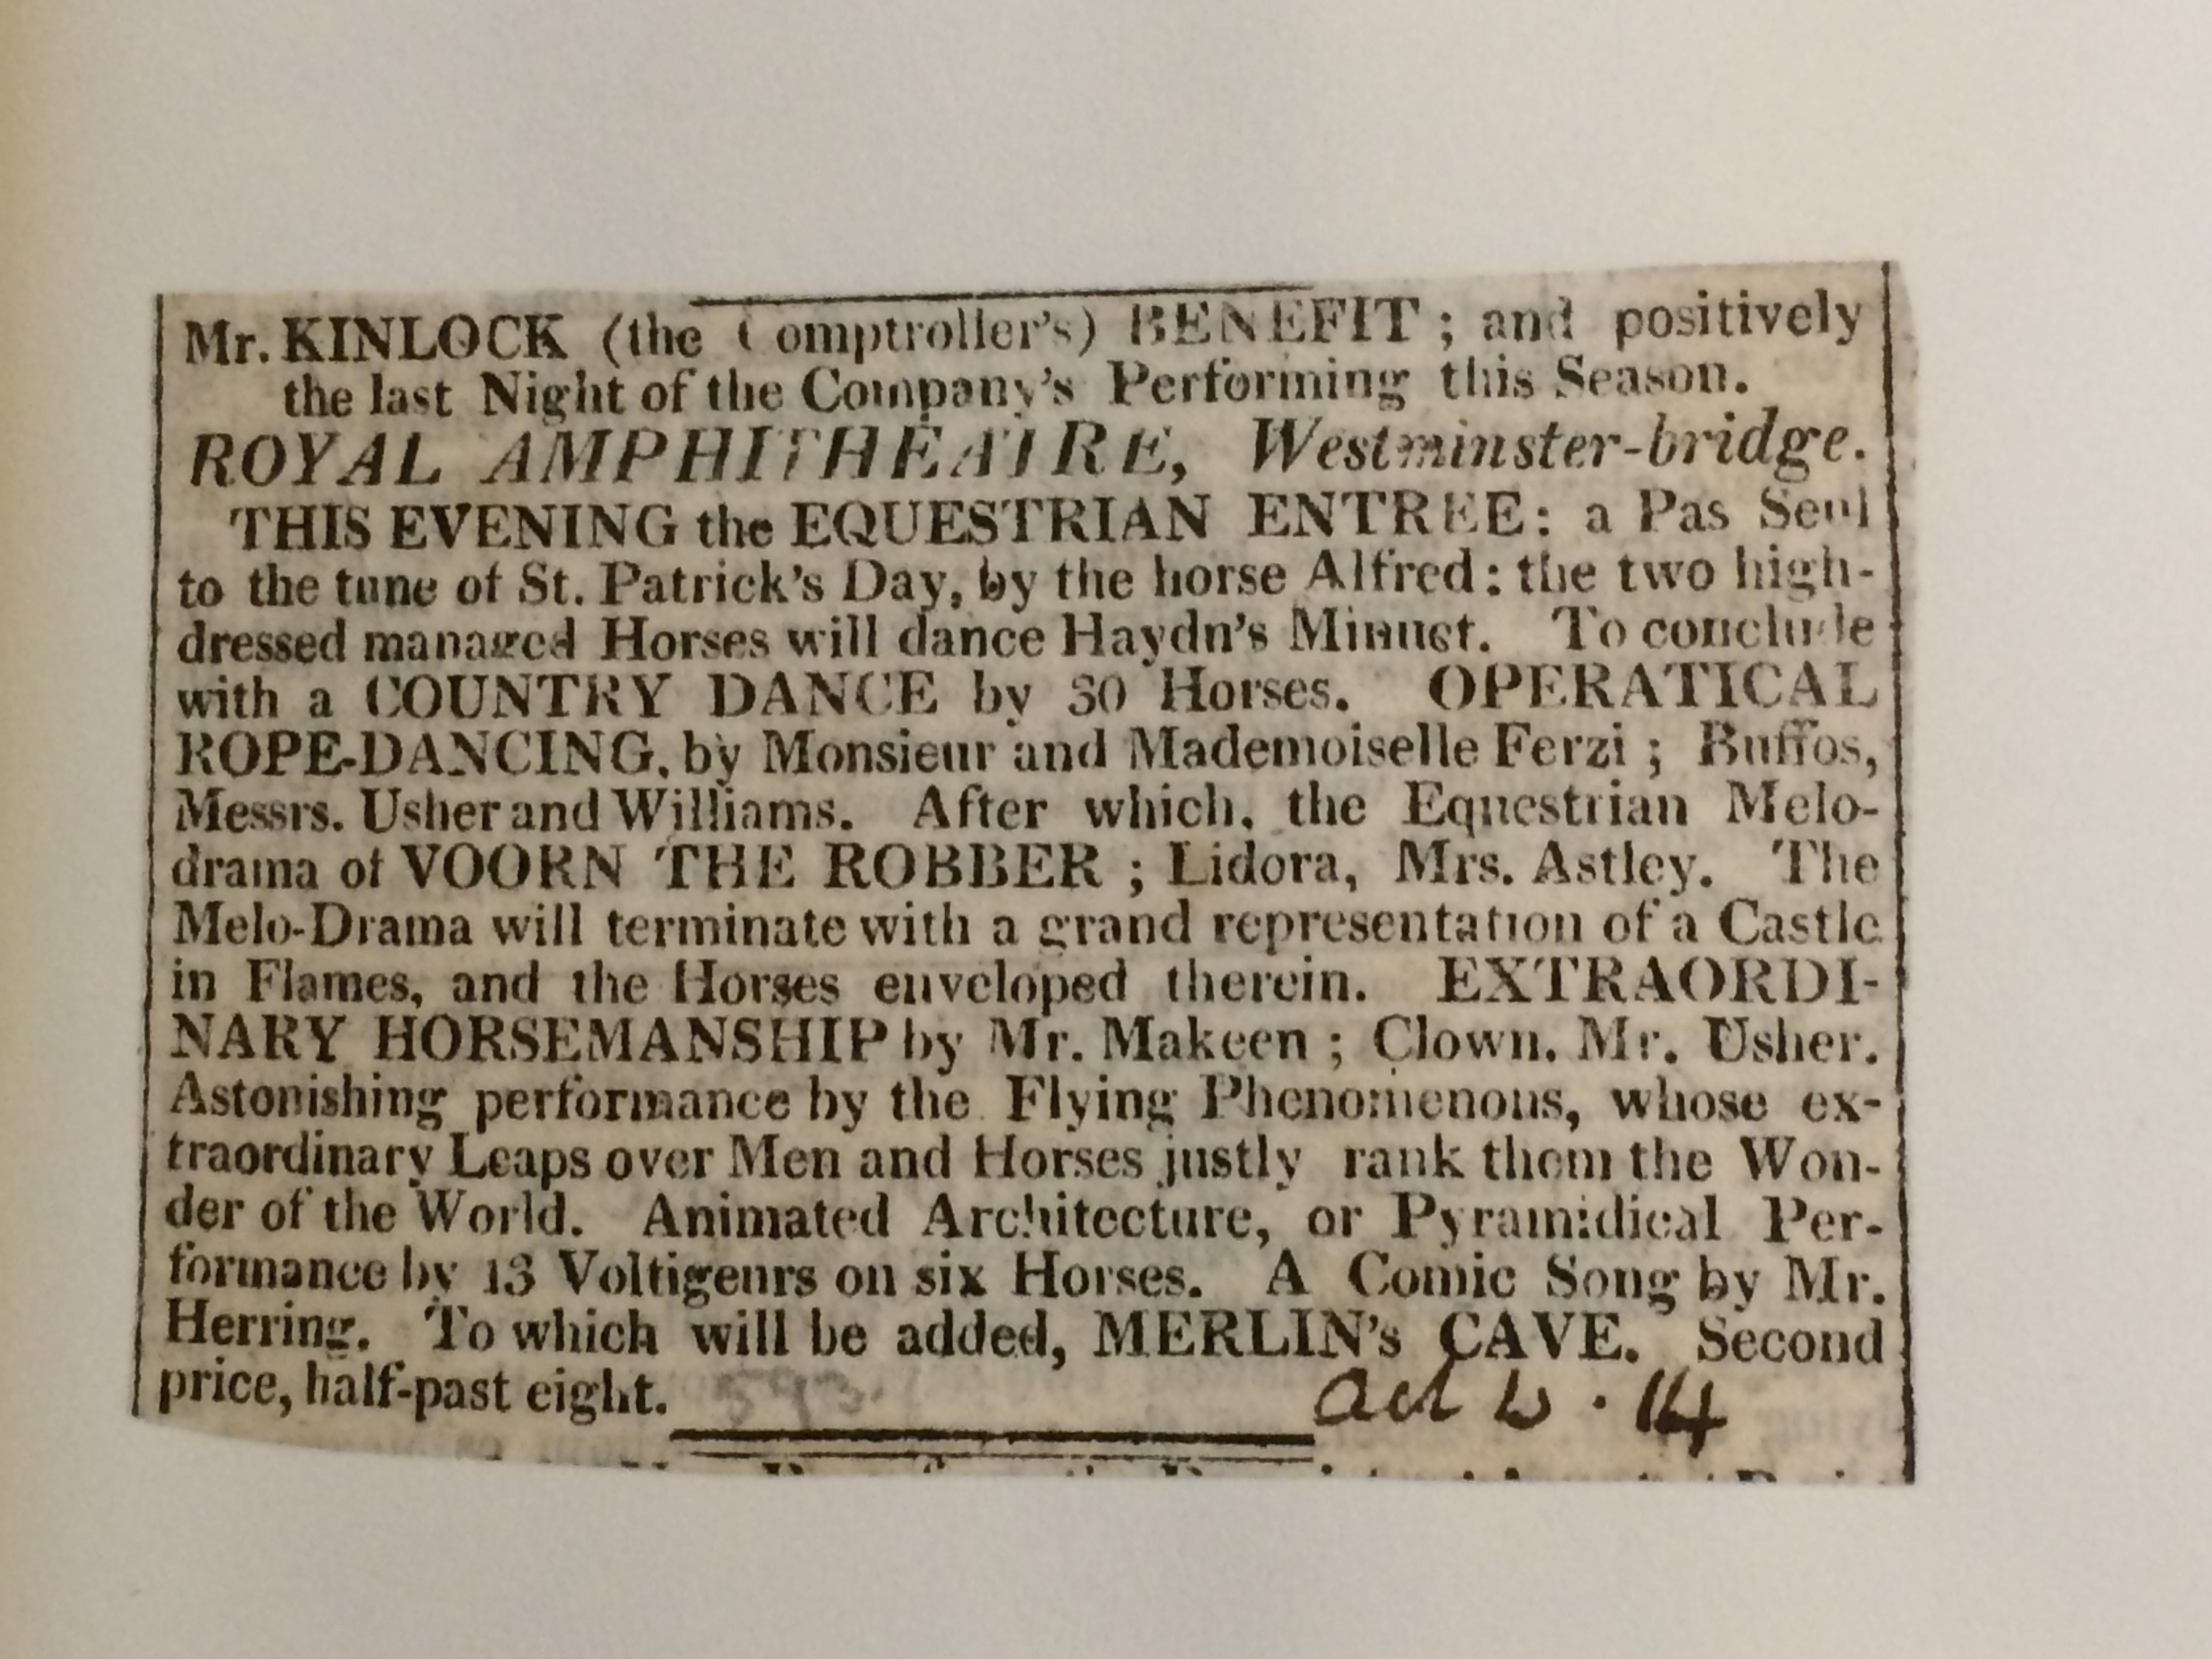 Mr. KINLOCK (the Comptroller's) BENEFIT ; and positively
the last Night of the Company's Performing this Season.
ROYAL AMPHITHEATRE, Westminster-bridge.
THIS EVENING the EQUESTRIAN ENTREE: a Pas Seul
to the tune of St. Patrick's Day, by the horse Alfred: the two high-
dressed managed Horses will dance Haydn's Minuet. To conclude
with a COUNTRY DANCE by Horses. OPERATICAL
ROPE-DANCING, by Monsieur and Mademoiselle Ferzi ; Buffos,
Messrs. Usher and Williams. After which, the Equestrian Melo-
drama of VOORN THE ROBBER ; Lidora, Mrs. Astley. The
Melo-Drama will terminate with a grand representation of a Castle
in Flames, and the Horses enveloped therein. EXTRAORDI-
NARY HORSEMANSHIP by Mr. Makeen ; Clown, Mr. Usher.
Astonishing performance by the Flying Phenomenous, whose ex-
traordinary Leaps over Men and Horses justly rank them the Won-
der of the World. Animated Architecture, or Pyramidical Per-
formance by 13 Voltigeurs on six Horses. A Comic Song by Mr.
Herring. To which will be added, MERLIN's CAVE. Second
price, half-past eight.
14